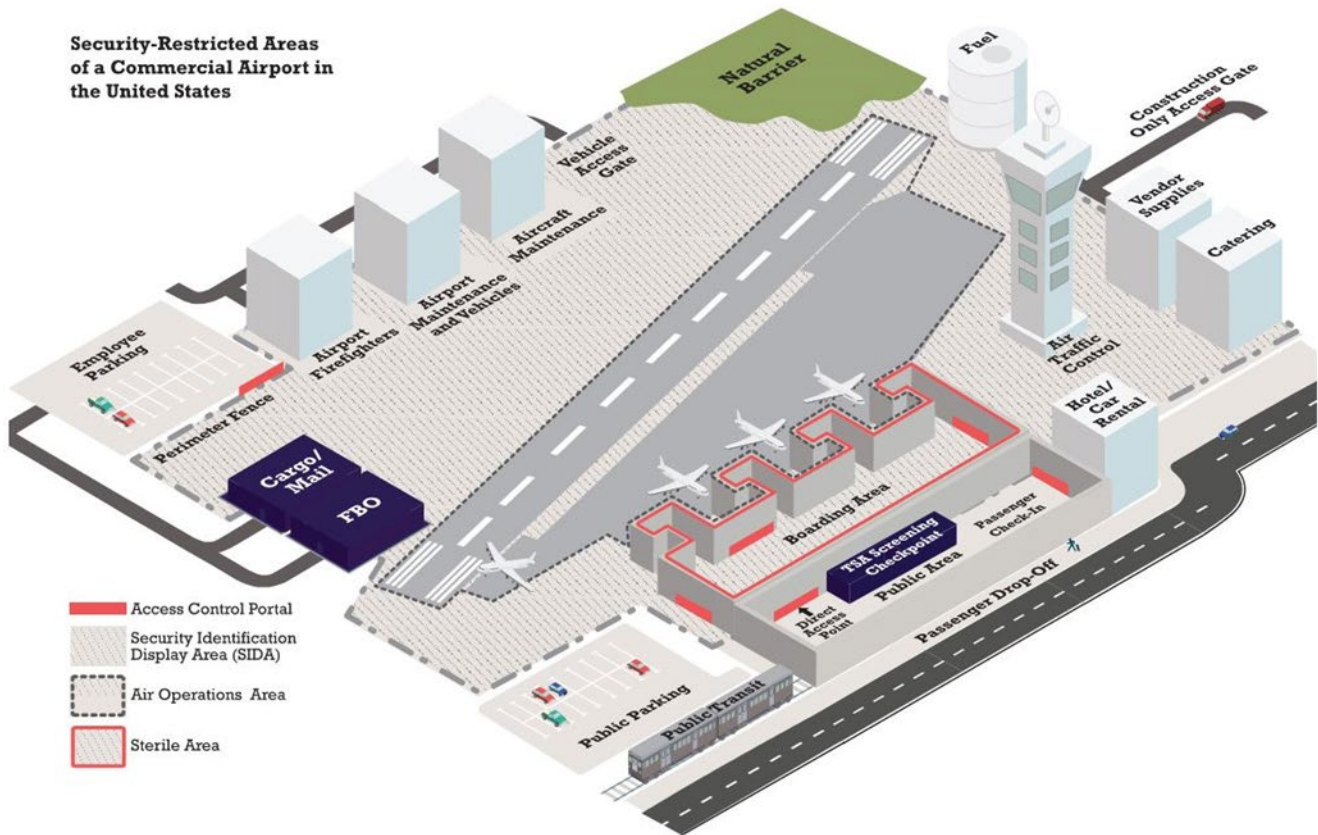 Security-Restricted Areas
of a Commercial Airport in
the United States
Natural
Barrier
Fuel
Construction
Only Access Gate
Vehicle
Access
Gate
Vendor
Supplies
Catering
Aircraft
Maintenance
Airport
Maintenance
and Vehicles
Airport
Firefighters
Employee
Parking
Perimeter Fence
Air
Traffic
Control
Hotel/
Car
Rental
Cargo/
Mail
FBO
Boarding Area
Passenger
Check-In
TSA Screening
Checkpoint
Public Area
Direct
Access
Point
Passenger Drop-Off
Public Parking
Public Transit
Access Control Portal
Security Identification
Display Area (SIDA)
Air Operations Area
Sterile Area